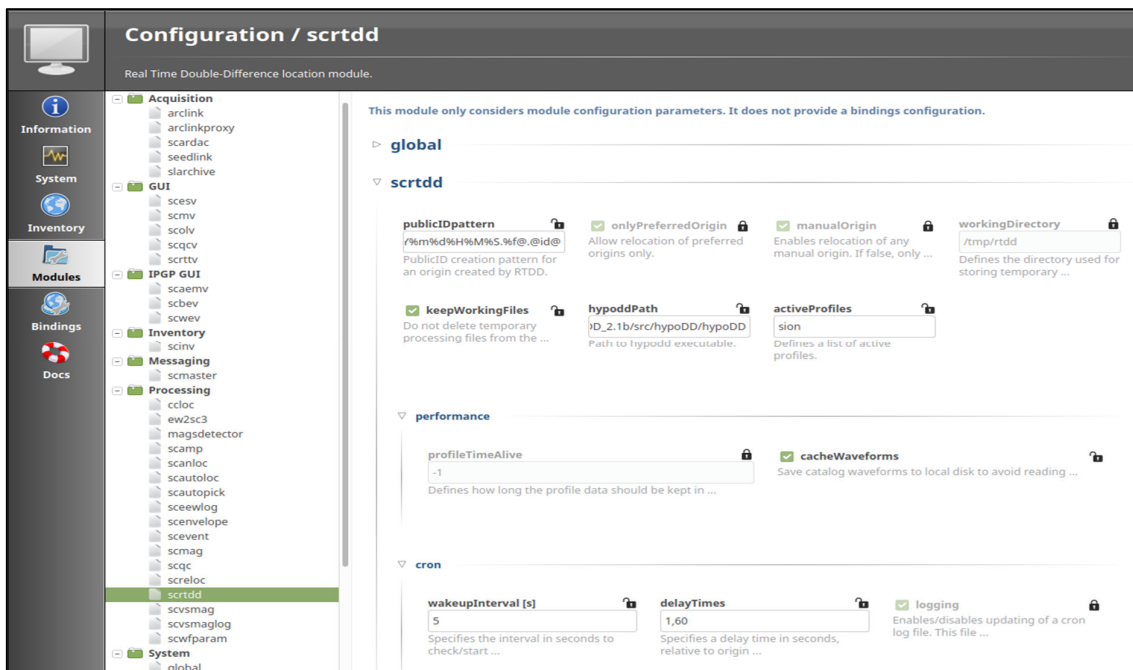 Configuration / scrtdd
Real Time Double-Difference location module.
Information
System
Inventory
Modules
Bindings
Docs
Acquisition
arclink
arclinkproxy
scardac
seedlink
slarchive
GUI
scesv
scmv
scolv
scqcv
scrttv
IPGP GUI
scaemv
scbev
scwev
Inventory
scinv
Messaging
scmaster
Processing
ccloc
ew2sc3
magsdetector
scamp
scanloc
scautoloc
scautopick
sceewlog
scenvelope
scevent
scmag
scqc
screloc
scrtdd
scvsmag
scvsmaglog
scwfparam
System
global
This module only considers module configuration parameters. It does not provide a bindings configuration.
global
scrtdd
publicIDpattern
/%m%d%H%M%S.%f@.@id@
PublicID creation pattern for
an origin created by RTDD.
onlyPreferredOrigin
Allow relocation of preferred
origins only.
manualOrigin
Enables relocation of any
manual origin. If false, only ...
workingDirectory
/tmp/rtdd
Defines the directory used for
storing temporary ...
keepWorkingFiles
Do not delete temporary
processing files from the ...
hypoddPath
DD_2.1b/src/hypoDD/hypoDD
Path to hypodd executable.
activeProfiles
sion
Defines a list of active
profiles.
performance
profileTimeAlive
-1
Defines how long the profile data should be kept in ...
cacheWaveforms
Save catalog waveforms to local disk to avoid reading ...
cron
wakeupInterval [s]
5
Specifies the interval in seconds to
check/start ...
delayTimes
1,60
Specifies a delay time in seconds,
relative to origin ...
logging
Enables/disables updating of a cron
log file. This file ...